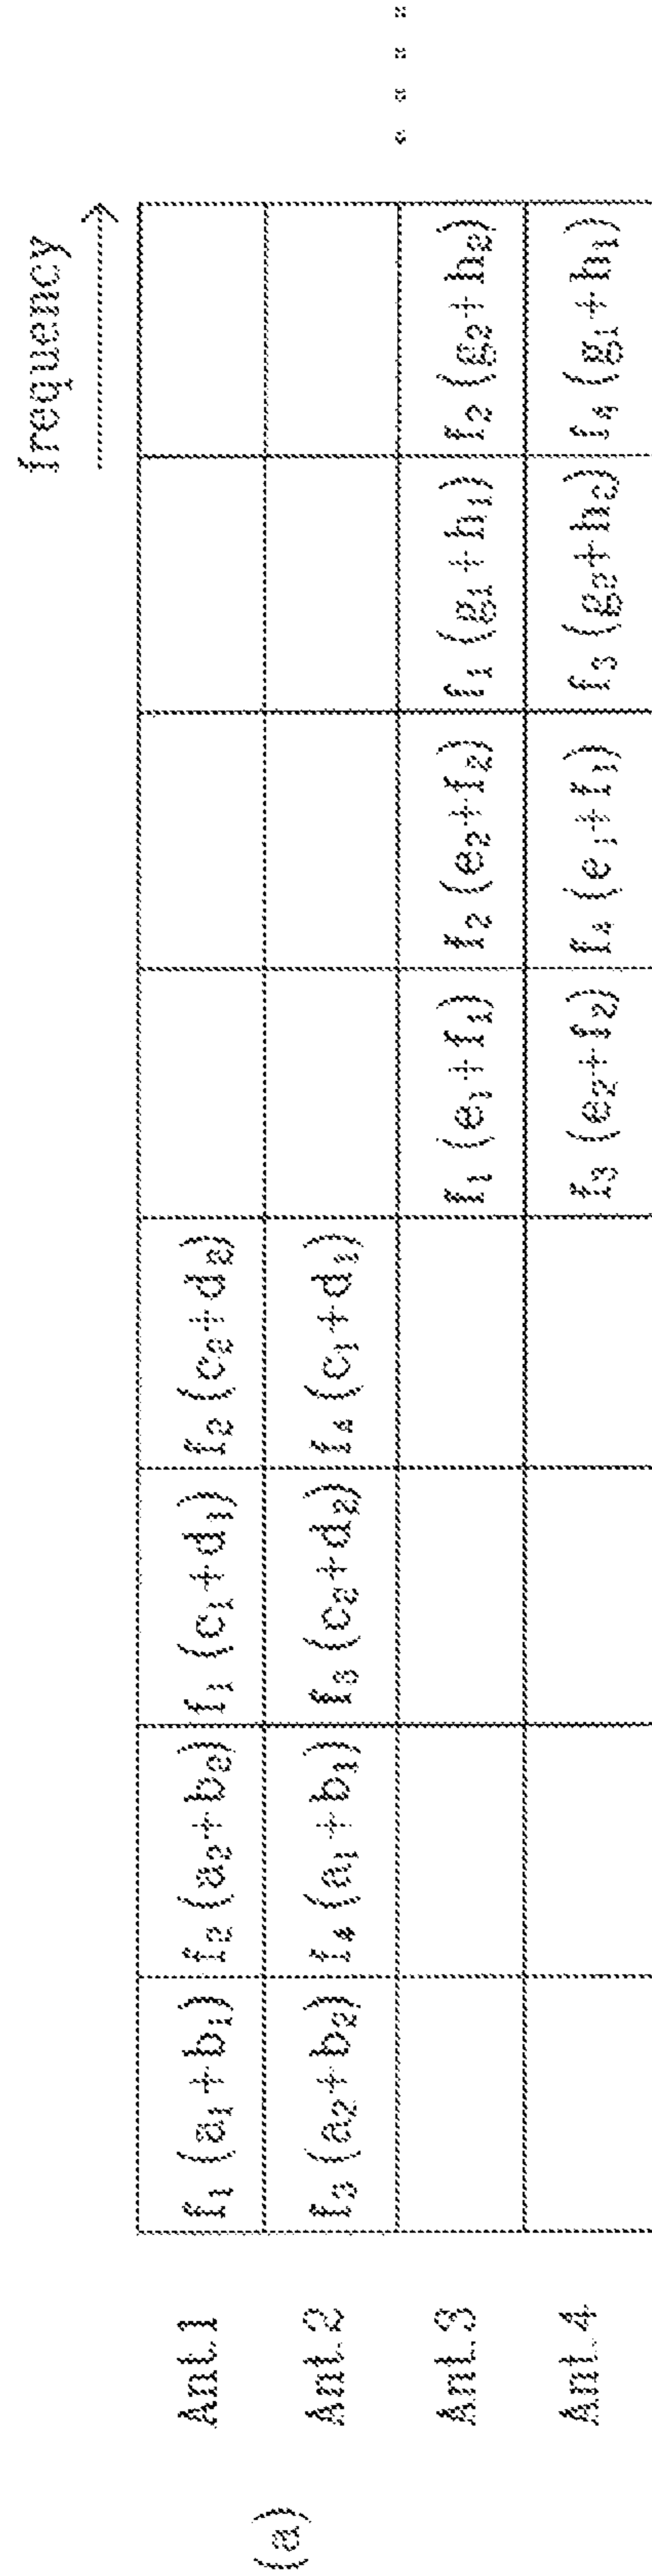 frequency
(a)
Ant.1 f₁(a₁+b₁) f₂(a₂+b₂) f₁(c₁+d₁) f₂(c₂+d₂)
Ant.2 f₃(a₂+b₂) f₄(a₁+b₁) f₃(c₂+d₂) f₄(c₁+d₁)
Ant.3 f₁(e₁+f₁) f₂(e₂+f₂) f₁(g₁+h₁) f₂(g₂+h₂)
Ant.4 f₃(e₂+f₂) f₄(e₁+f₁) f₃(g₂+h₂) f₄(g₁+h₁)